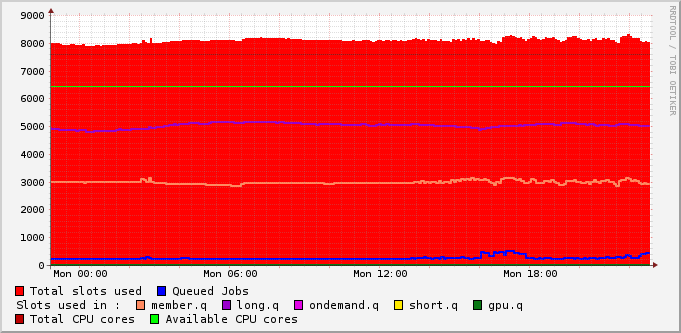 9000
8000
7000
6000
5000
4000
3000
2000
1000
0
Mon 00:00 Mon 06:00 Mon 12:00 Mon 18:00
RRDTOOL / TOBI OETIKER
Total slots used Queued Jobs
Slots used in : member.q long.q ondemand.q short.q gpu.q
Total CPU cores Available CPU cores